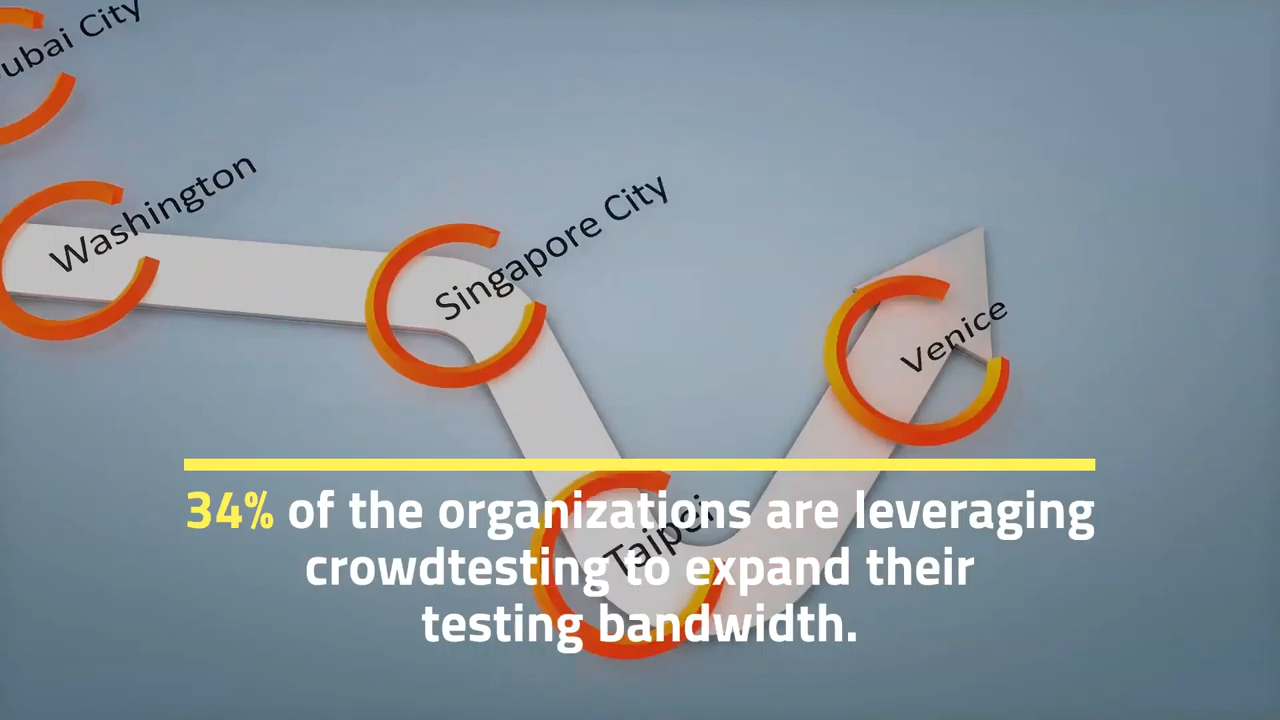 ubai City
Washington
Singapore City
Venice
Taipei
34% of the organizations are leveraging
crowdtesting to expand their
testing bandwidth.